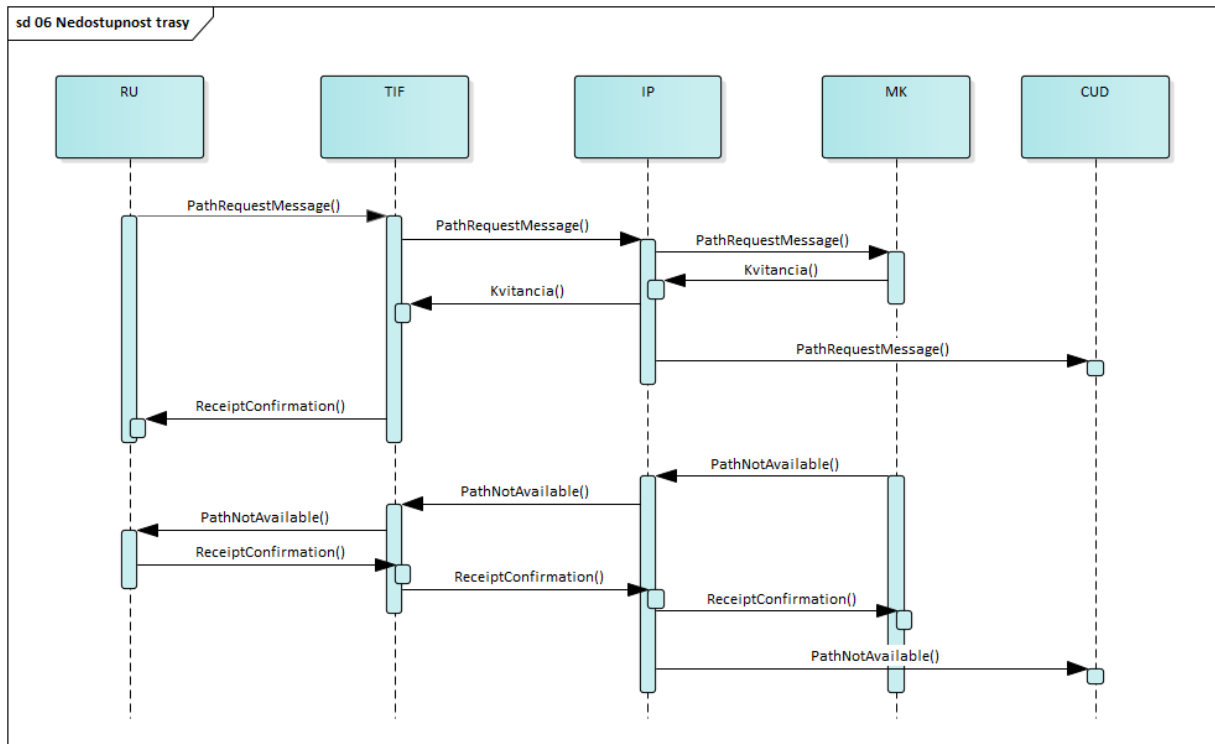 sd 06 Nedostupnost trasy
RU
TIF
IP
MK
CUD
PathRequestMessage()
PathRequestMessage()
PathRequestMessage()
Kvitancia()
Kvitancia()
PathRequestMessage()
ReceiptConfirmation()
PathNotAvailable()
PathNotAvailable()
PathNotAvailable()
ReceiptConfirmation()
ReceiptConfirmation()
ReceiptConfirmation()
PathNotAvailable()